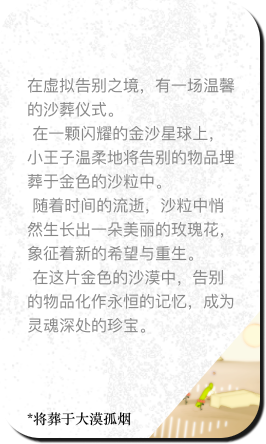 在虚拟告别之境，有一场温馨
的沙葬仪式。
在一颗闪耀的金沙星球上，
小王子温柔地将告别的物品埋
葬于金色的沙粒中。
随着时间的流逝，沙粒中悄
然生长出一朵美丽的玫瑰花，
象征着新的希望与重生。
在这片金色的沙漠中，告别
的物品化作永恒的记忆，成为
灵魂深处的珍宝。
*将葬于大漠孤烟